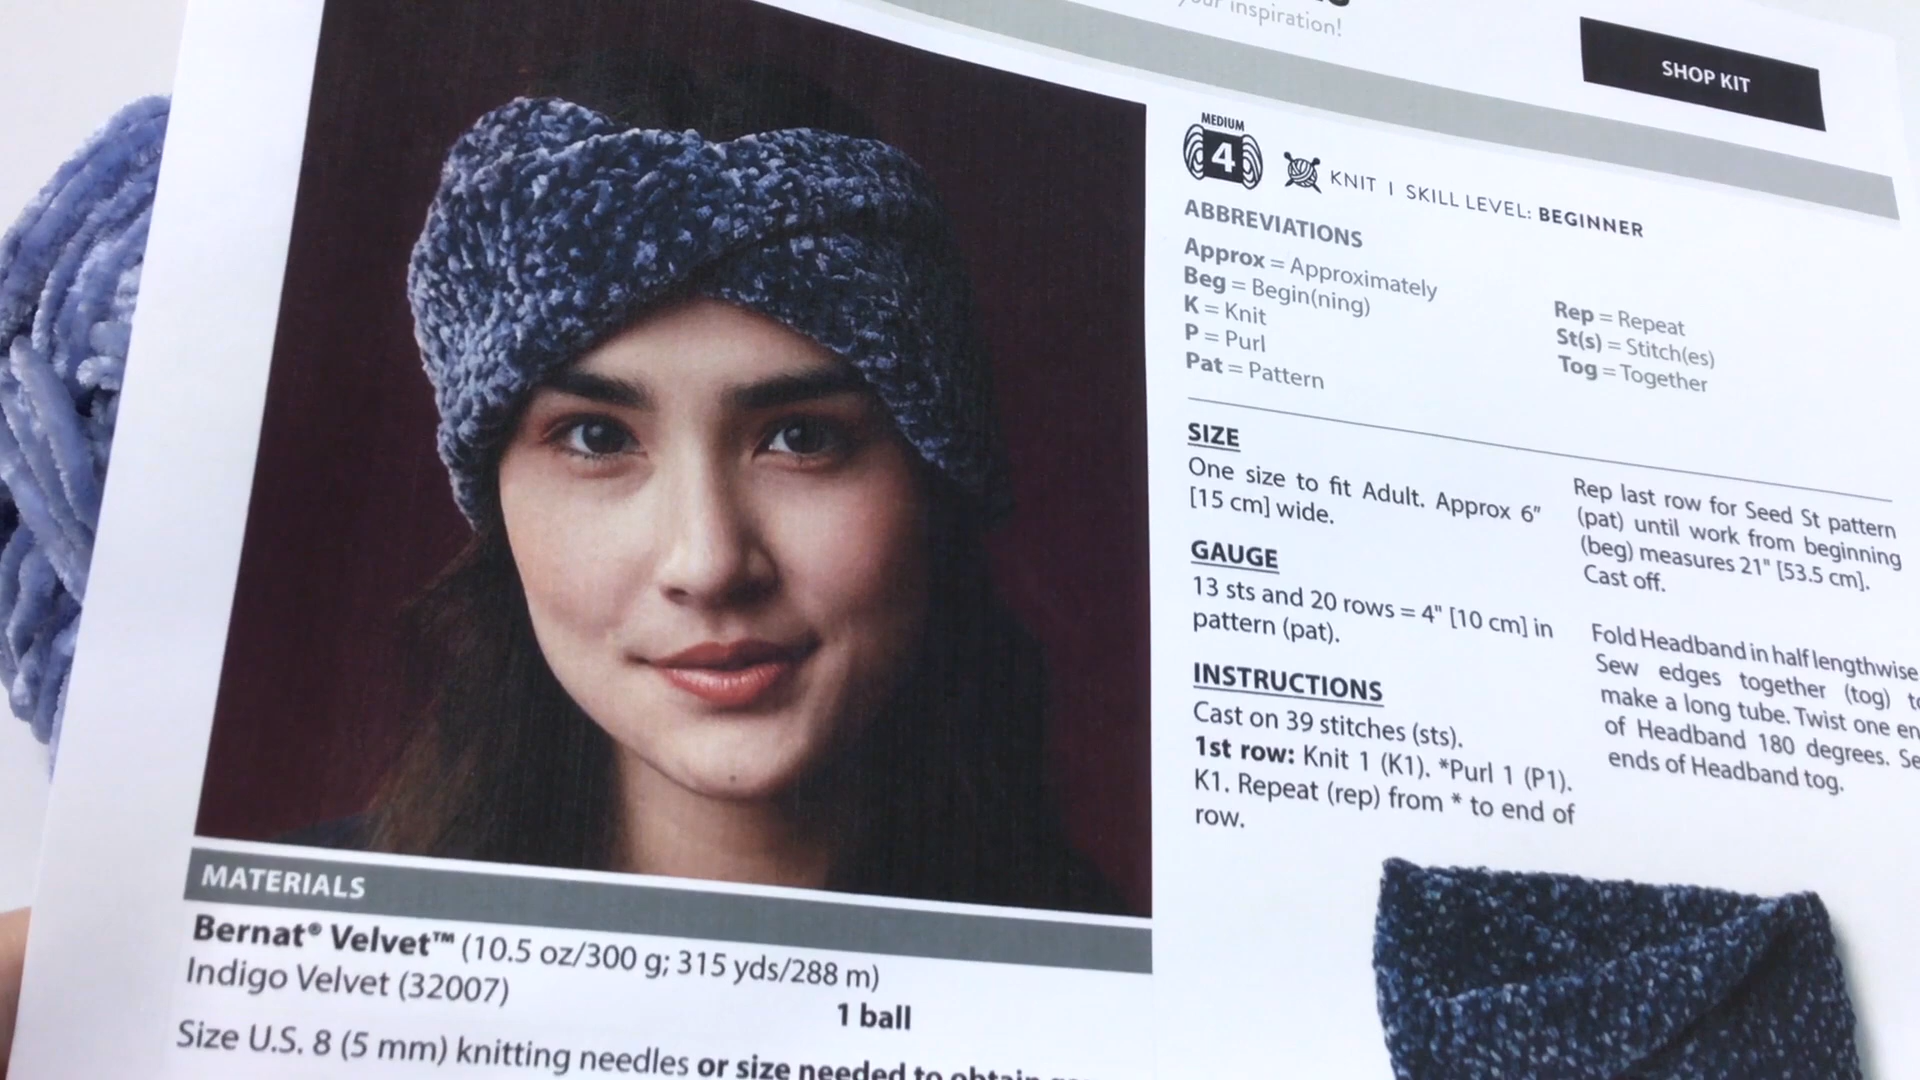 your inspiration!
SHOP KIT
MEDIUM
4
KNIT I SKILL LEVEL: BEGINNER
ABBREVIATIONS
Approx = Approximately
Beg = Begin(ning)
K = Knit
P = Purl
Pat = Pattern
Rep = Repeat
St(s) = Stitch(es)
Tog = Together
SIZE
One size to fit Adult. Approx 6"
[15 cm] wide.
GAUGE
13 sts and 20 rows = 4" [10 cm] in
pattern (pat).
INSTRUCTIONS
Cast on 39 stitches (sts).
1st row: Knit 1 (K1). *Purl 1 (P1).
K1. Repeat (rep) from * to end of
row.
Rep last row for Seed St pattern
(pat) until work from beginning
(beg) measures 21" [53.5 cm].
Cast off.
Fold Headband in half lengthwise
Sew edges together (tog)
make a long tube. Twist one
of Headband 180 degrees.
ends of Headband tog.
MATERIALS
Bernat® Velvet™ (10.5 oz/300 g; 315 yds/288 m)
Indigo Velvet (32007)
1 ball
Size U.S. 8 (5 mm) knitting needles or size needed to obtain